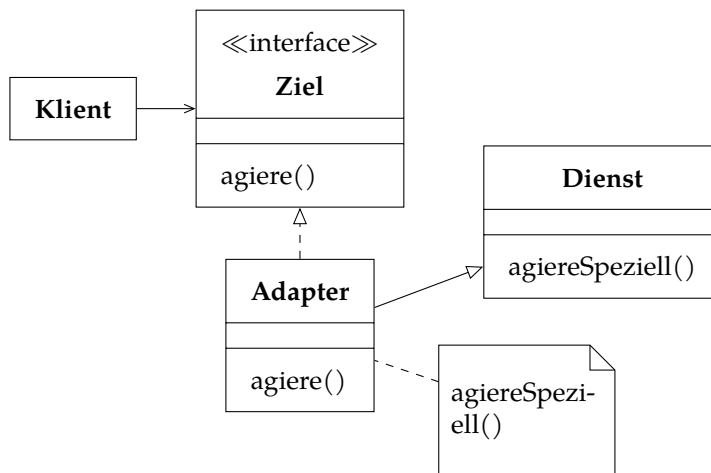 ≪interface≫
Ziel
Klient
agiere()
Dienst
agiereSpeziell()
Adapter
agiere()
agiereSpezi-
ell()